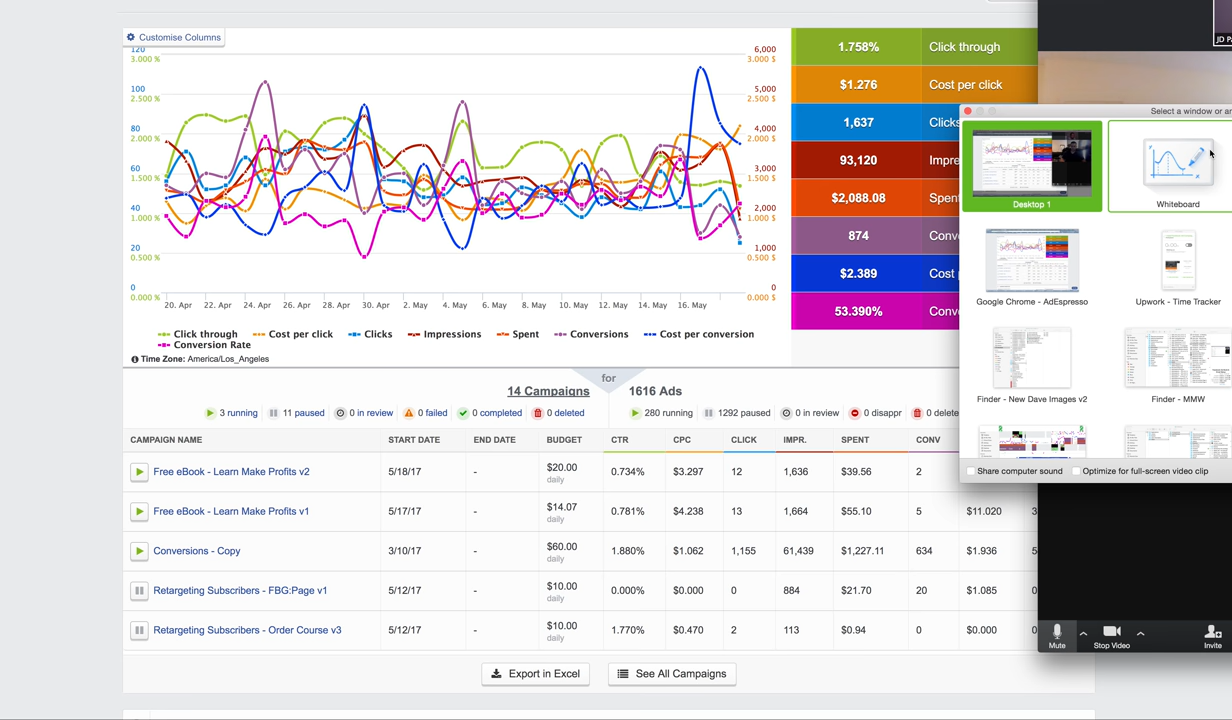 Customise Columns
120
3.000 %
100
2.500 %
80
2.000 %
60
1.500 %
40
1.000 %
20
0.500 %
0
0.000 %
6,000
3.000 $
5,000
2.500 $
4,000
2.000 $
3,000
1.500 $
2,000
1.000 $
1,000
0.500 $
0
0.000 $
20. Apr 22. Apr 24. Apr 26. Apr 28. Apr 30. Apr 2. May 4. May 6. May 8. May 10. May 12. May 14. May 16. May
Click through Cost per click Clicks Impressions Spent Conversions Cost per conversion
Conversion Rate
Time Zone: America/Los_Angeles
1.758% Click through
$1.276 Cost per click
1,637 Clicks
93,120 Impre
$2,088.08 Spen
874 Conv
$2.389 Cost
53.390% Conv
JD
Select a window or
Desktop 1
Whiteboard
Google Chrome - AdEspresso
Upwork - Time Tracker
Finder - New Dave Images v2
Finder - MMW
Share computer sound Optimize for full-screen video clip
Mute Stop Video Invite
for
14 Campaigns 1616 Ads
3 running 11 paused 0 in review 0 failed 0 completed 0 deleted 280 running 1292 paused 0 in review 0 disappr 0 delete
CAMPAIGN NAME START DATE END DATE BUDGET CTR CPC CLICK IMPR. SPENT CONV
Free eBook - Learn Make Profits v2 5/18/17 - $20.00 daily 0.734% $3.297 12 1,636 $39.56 2
Free eBook - Learn Make Profits v1 5/17/17 - $14.07 daily 0.781% $4.238 13 1,664 $55.10 5 $11.020 3
Conversions - Copy 3/10/17 - $60.00 daily 1.880% $1.062 1,155 61,439 $1,227.11 634 $1.936 5
Retargeting Subscribers - FBG:Page v1 5/12/17 - $10.00 daily 0.000% $0.000 0 884 $21.70 20 $1.085 0
Retargeting Subscribers - Order Course v3 5/12/17 - $10.00 daily 1.770% $0.470 2 113 $0.94 0 $0.000 0
Export in Excel See All Campaigns